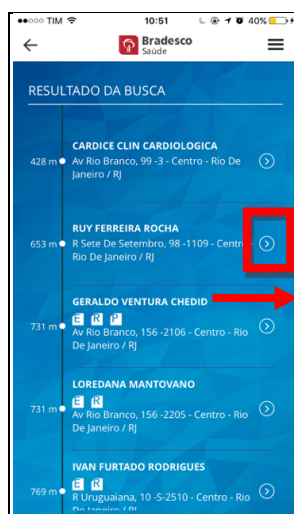 TIM 10:51 40%
Bradesco
Saúde
RESULTADO DA BUSCA
CARDICE CLIN CARDIOLOGICA
428 m Av Rio Branco, 99 -3 - Centro - Rio De
Janeiro / RJ
RUY FERREIRA ROCHA
653 m R Sete De Setembro, 98 -1109 - Centro -
Rio De Janeiro / RJ
GERALDO VENTURA CHEDID
E R P
731 m Av Rio Branco, 156 -2106 - Centro - Rio
De Janeiro / RJ
LOREDANA MANTOVANO
E R
731 m Av Rio Branco, 156 -2205 - Centro - Rio
De Janeiro / RJ
IVAN FURTADO RODRIGUES
E R
769 m R Uruguaiana, 10 -S-2510 - Centro - Rio
De Janeiro / RJ